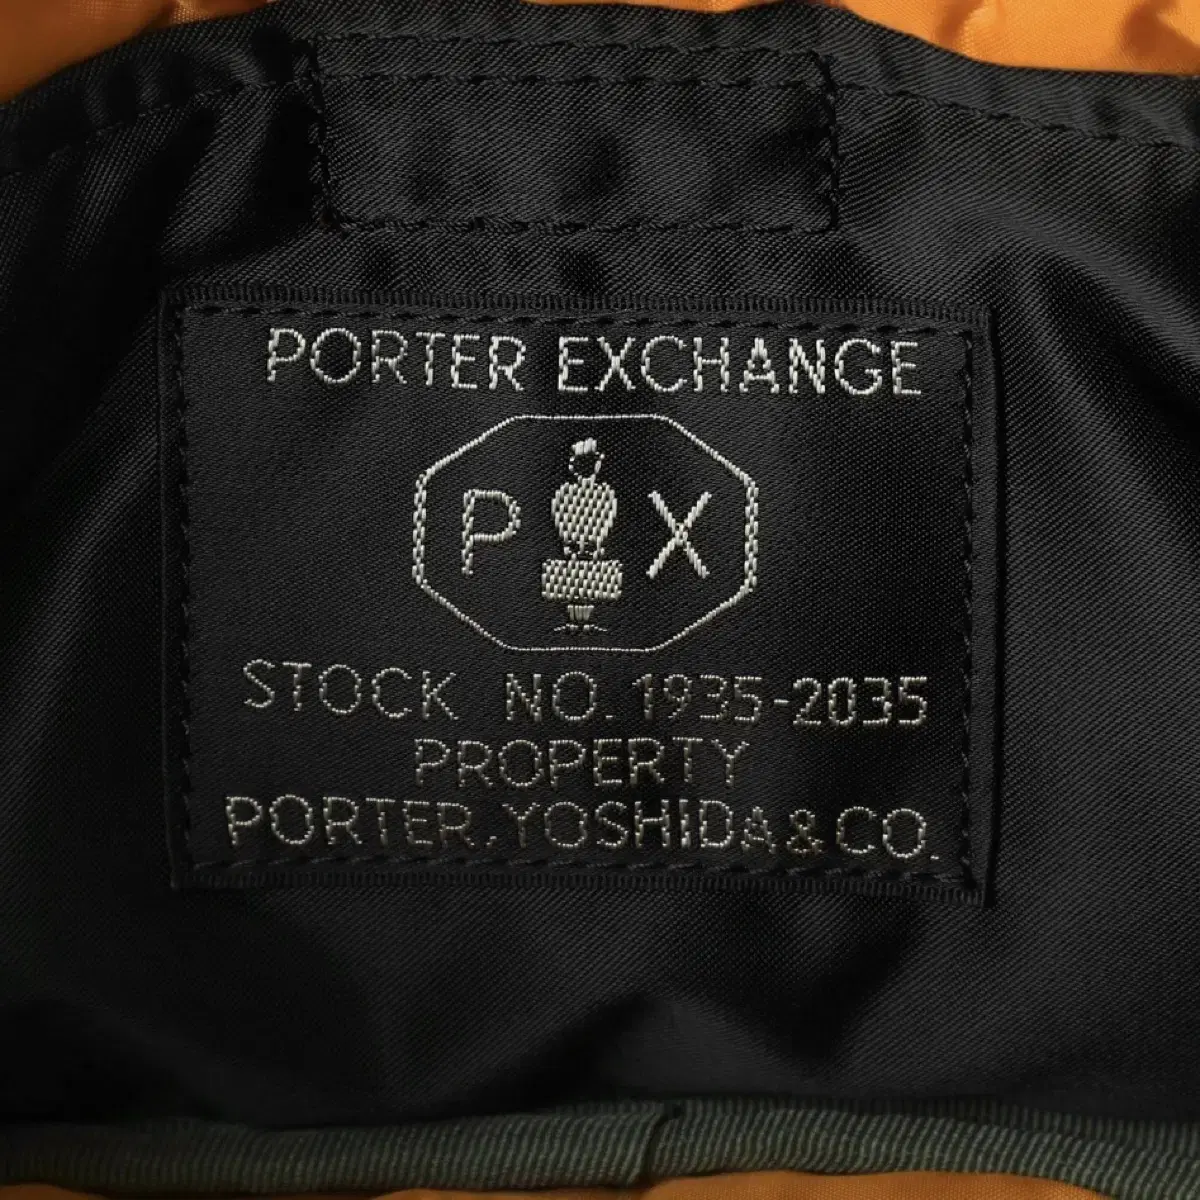 PORTER EXCHANGE
P X
STOCK NO. 1935-2035
PROPERTY
PORTER, YOSHIDA & CO.